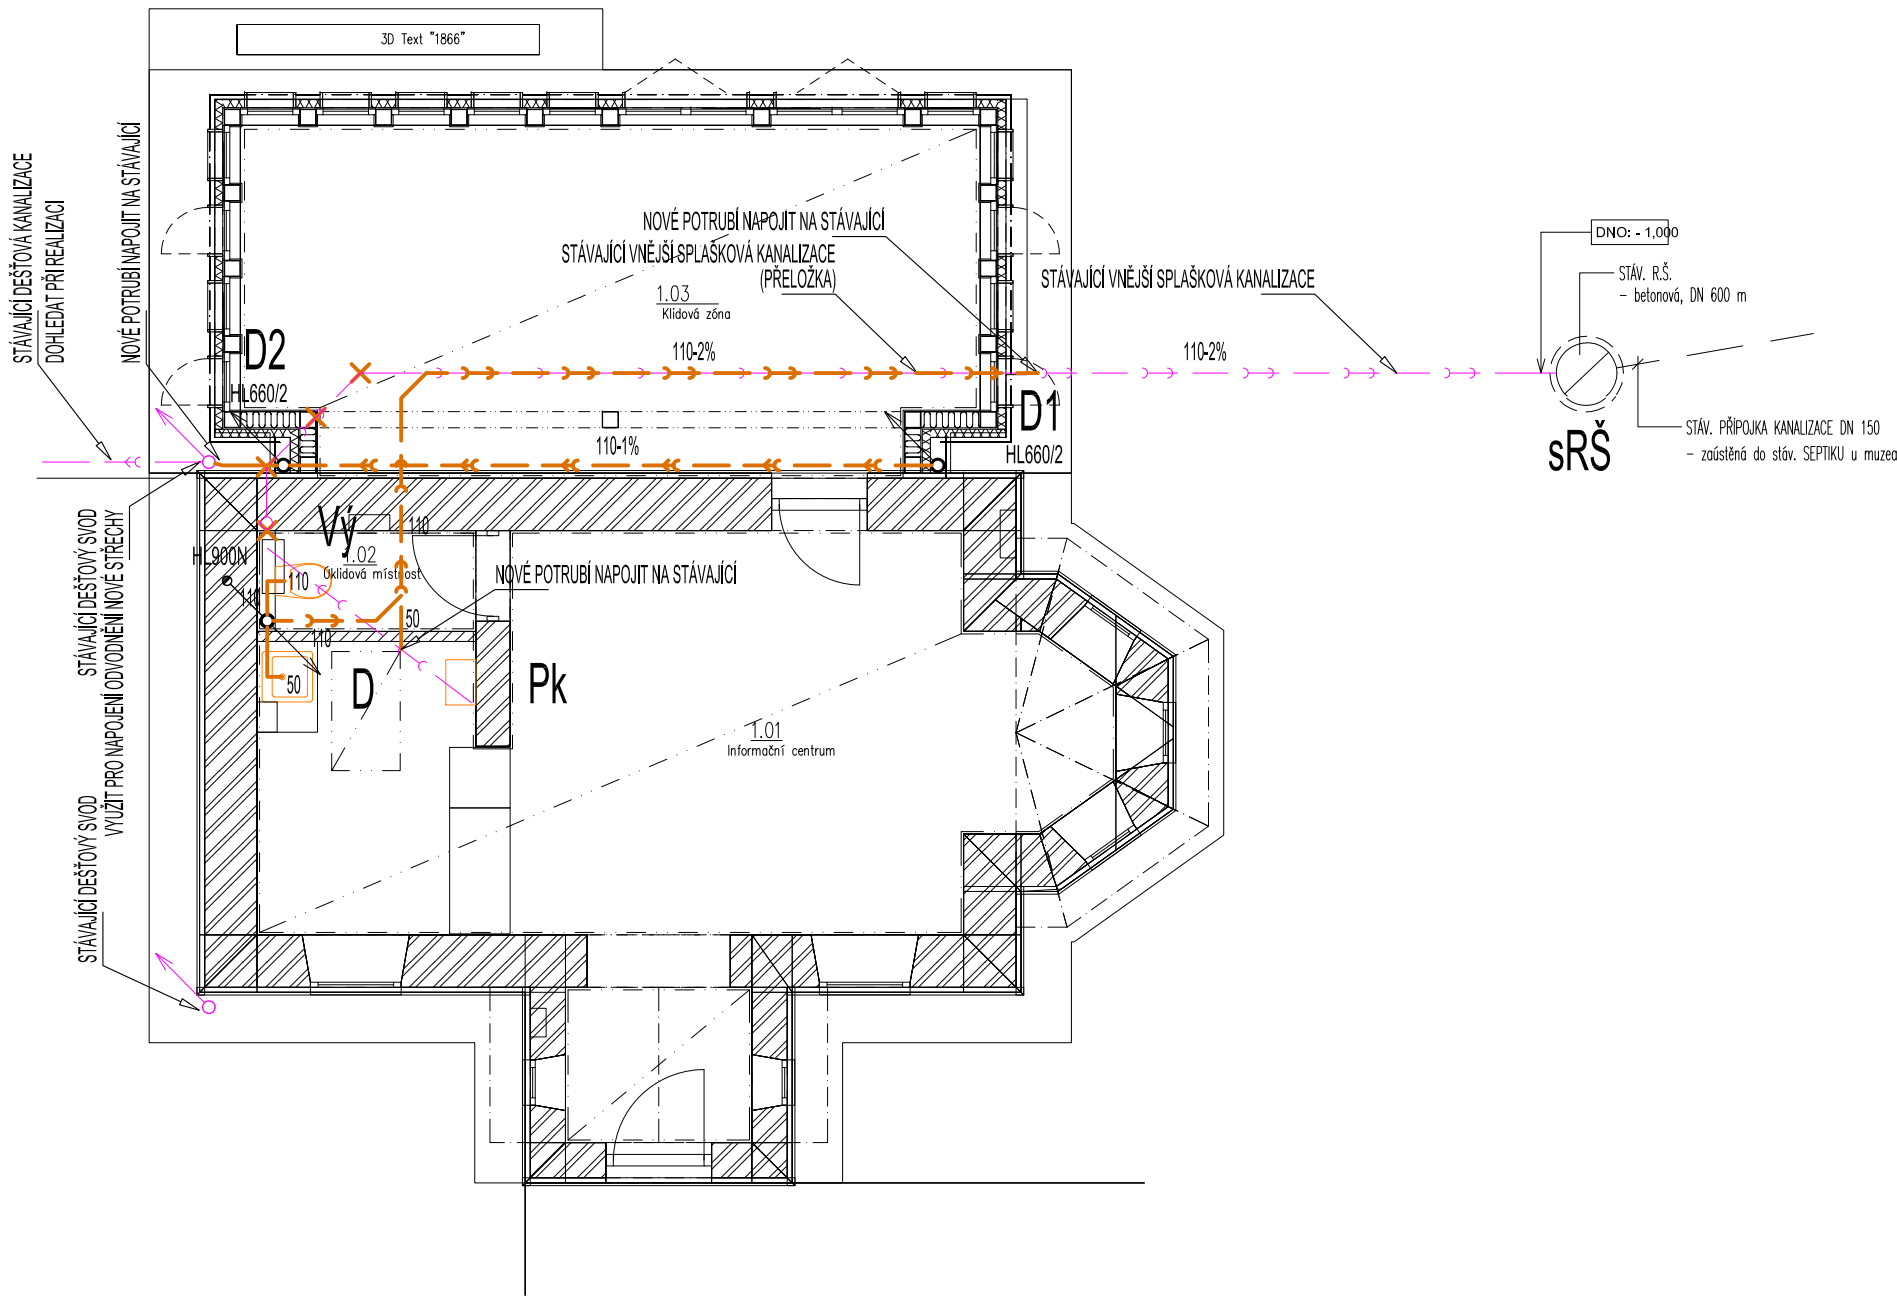 3D Text "1866"
STÁVAJÍCÍ DEŠŤOVÁ KANALIZACE
DOHLEDAT PŘI REALIZACI
NOVÉ POTRUBÍ NAPOJIT NA STÁVAJÍCÍ
NOVÉ POTRUBÍ NAPOJIT NA STÁVAJÍCÍ
STÁVAJÍCÍ VNĚJŠÍ SPLAŠKOVÁ KANALIZACE
(PŘELOŽKA)
1.03
Klidová zóna
STÁVAJÍCÍ VNĚJŠÍ SPLAŠKOVÁ KANALIZACE
DNO: - 1,000
STÁV. R.Š.
- betonová, DN 600 m
D2
HL660/2
110-2%
110-2%
D1
HL660/2
110-1%
sRŠ
STÁV. PŘÍPOJKA KANALIZACE DN 150
- zaústěná do stáv. SEPTIKU u muzea
STÁVAJÍCÍ DEŠŤOVÝ SVOD
VYUŽÍT PRO NAPOJENÍ ODVODNĚNÍ NOVÉ STŘECHY
Vý
110
HL900N
1.02
Úklidová místnost
110
110
NOVÉ POTRUBÍ NAPOJIT NA STÁVAJÍCÍ
50
110
50
D
Pk
1.01
Informační centrum
STÁVAJÍCÍ DEŠŤOVÝ SVOD